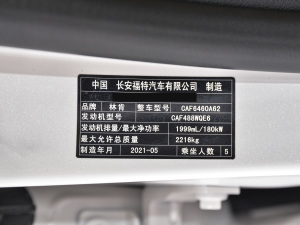 中国 长安福特汽车有限公司 制造
品牌 林肯 整车型号 CAF6460A62
发动机型号 CAF488WQE6
发动机排量/最大净功率 1999ml/180kW
最大允许总质量 2216kg
制造年月 2021-05 乘坐人数 5